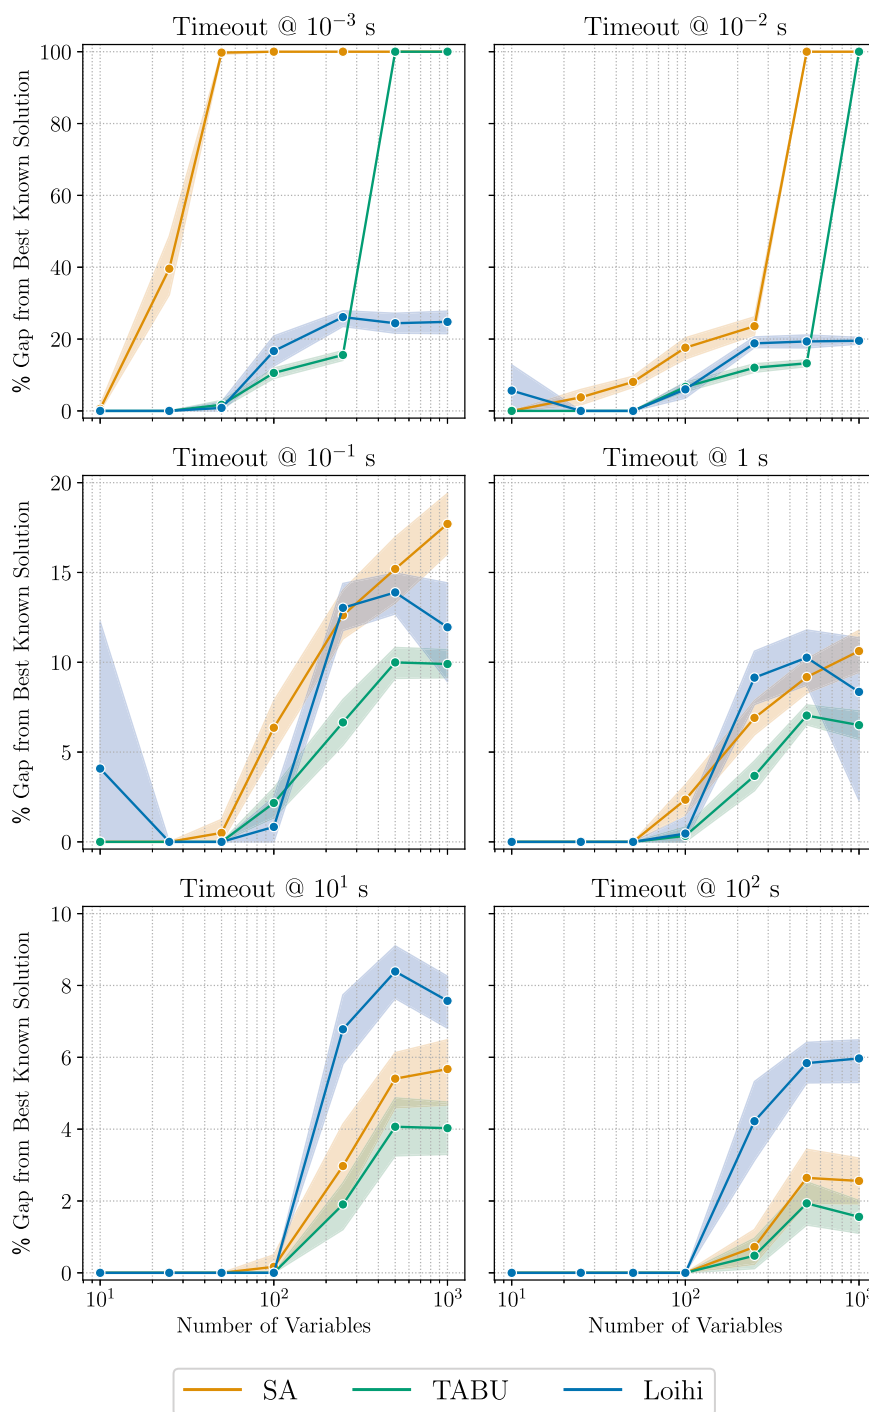 Timeout @ 10⁻³ s
Timeout @ 10⁻² s
% Gap from Best Known Solution
100
80
60
40
20
0
Timeout @ 10⁻¹ s
Timeout @ 1 s
% Gap from Best Known Solution
20
15
10
5
0
Timeout @ 10¹ s
Timeout @ 10² s
% Gap from Best Known Solution
10
8
6
4
2
0
10¹ 10² 10³
10¹ 10² 10³
Number of Variables
Number of Variables
SA TABU Loihi